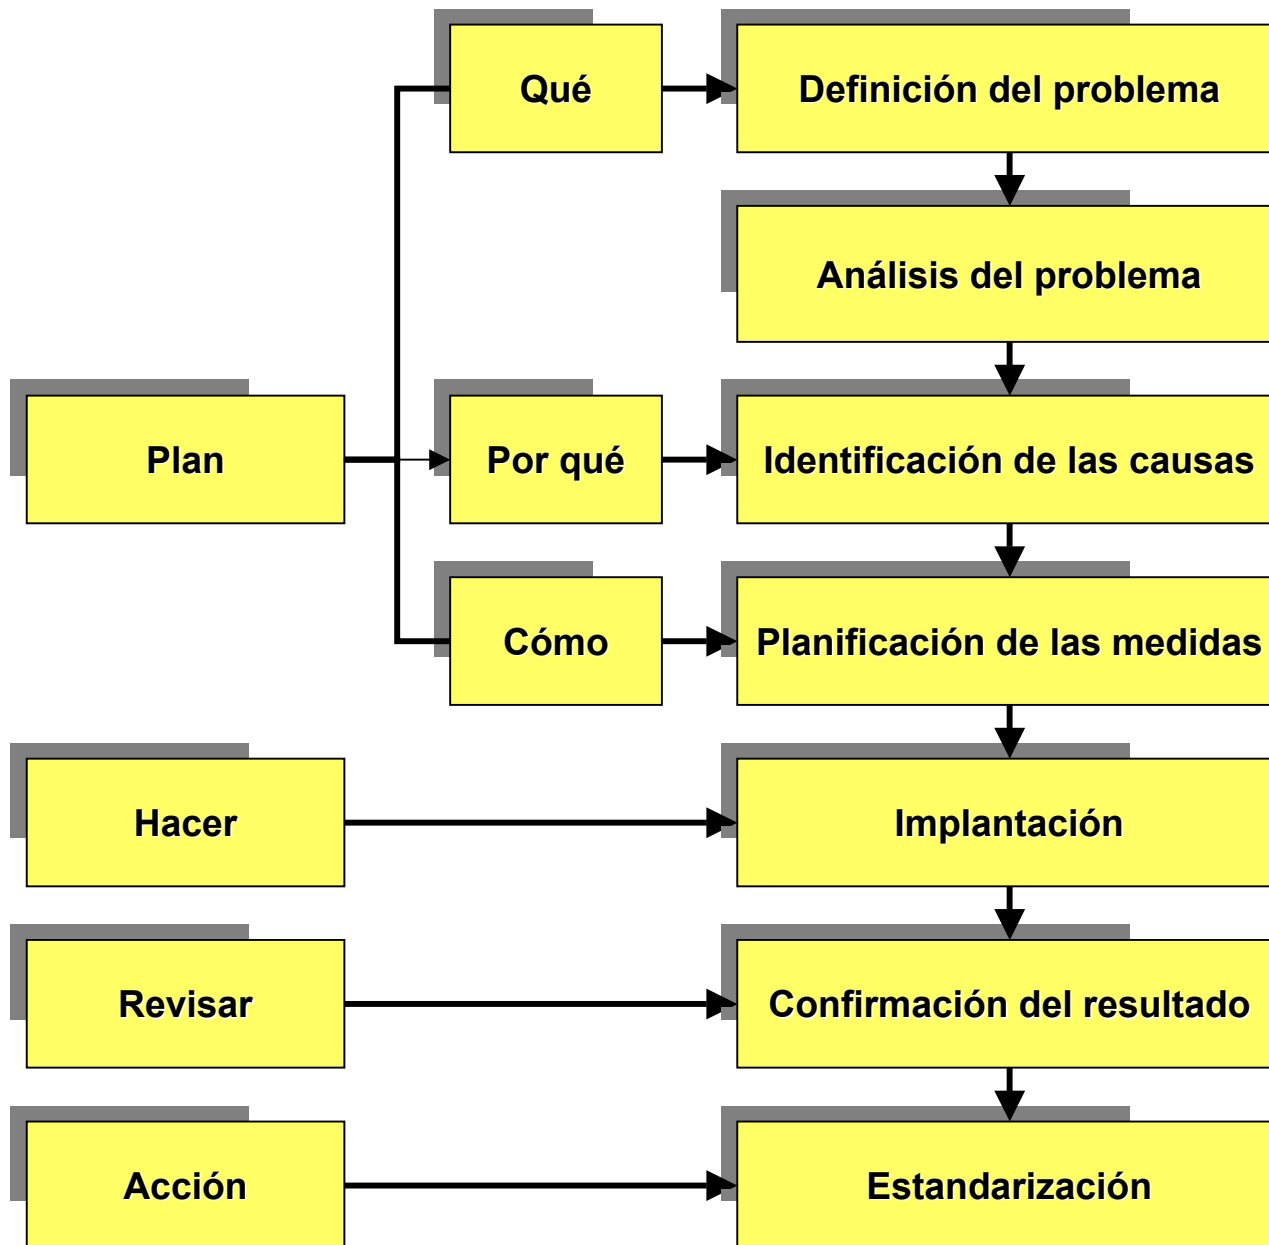 Qué
Definición del problema
Análisis del problema
Plan
Por qué
Identificación de las causas
Cómo
Planificación de las medidas
Hacer
Implantación
Revisar
Confirmación del resultado
Acción
Estandarización